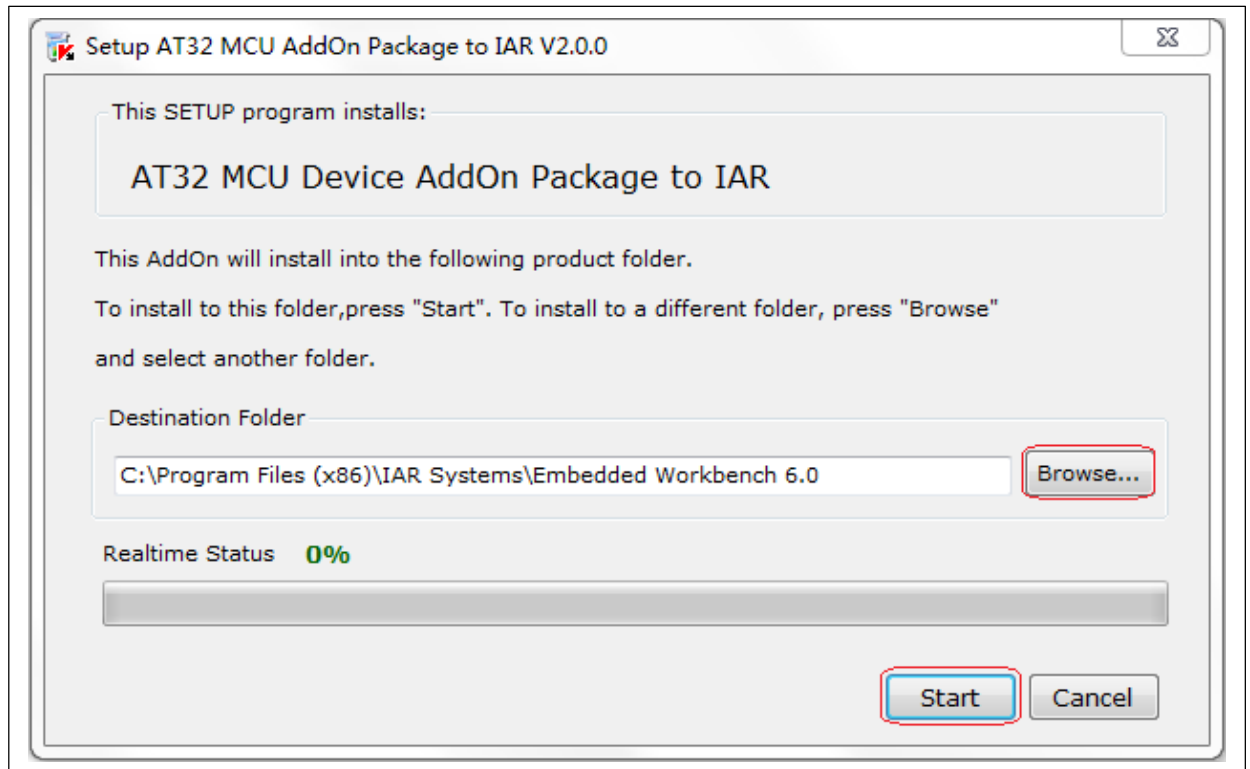 Setup AT32 MCU AddOn Package to IAR V2.0.0
This SETUP program installs:
AT32 MCU Device AddOn Package to IAR
This AddOn will install into the following product folder.
To install to this folder,press "Start". To install to a different folder, press "Browse"
and select another folder.
Destination Folder
C:\Program Files (x86)\IAR Systems\Embedded Workbench 6.0
Browse...
Realtime Status 0%
Start Cancel